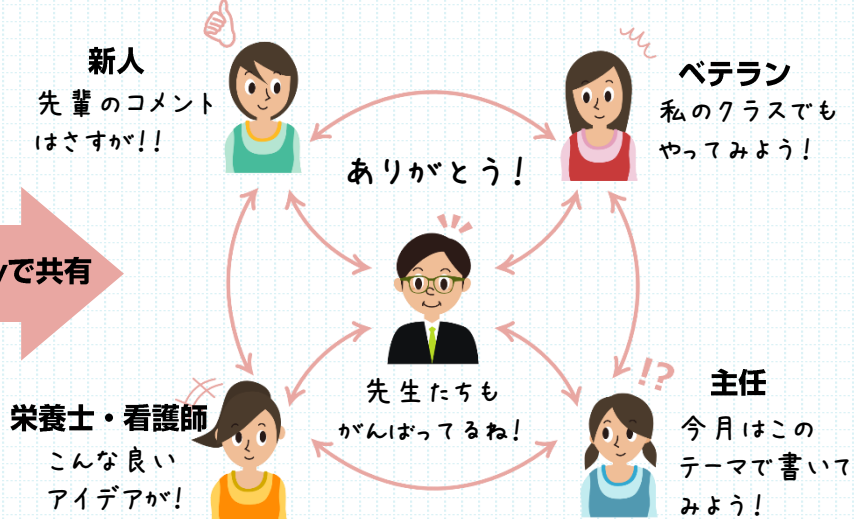 新人
先輩のコメント
はさすが!!
ベテラン
私のクラスでも
やってみよう!
ありがとう!
で共有
先生たちも
がんばってるね!
栄養士・看護師
こんな良い
アイデアが!
!?
主任
今月はこの
テーマで書いて
みよう!